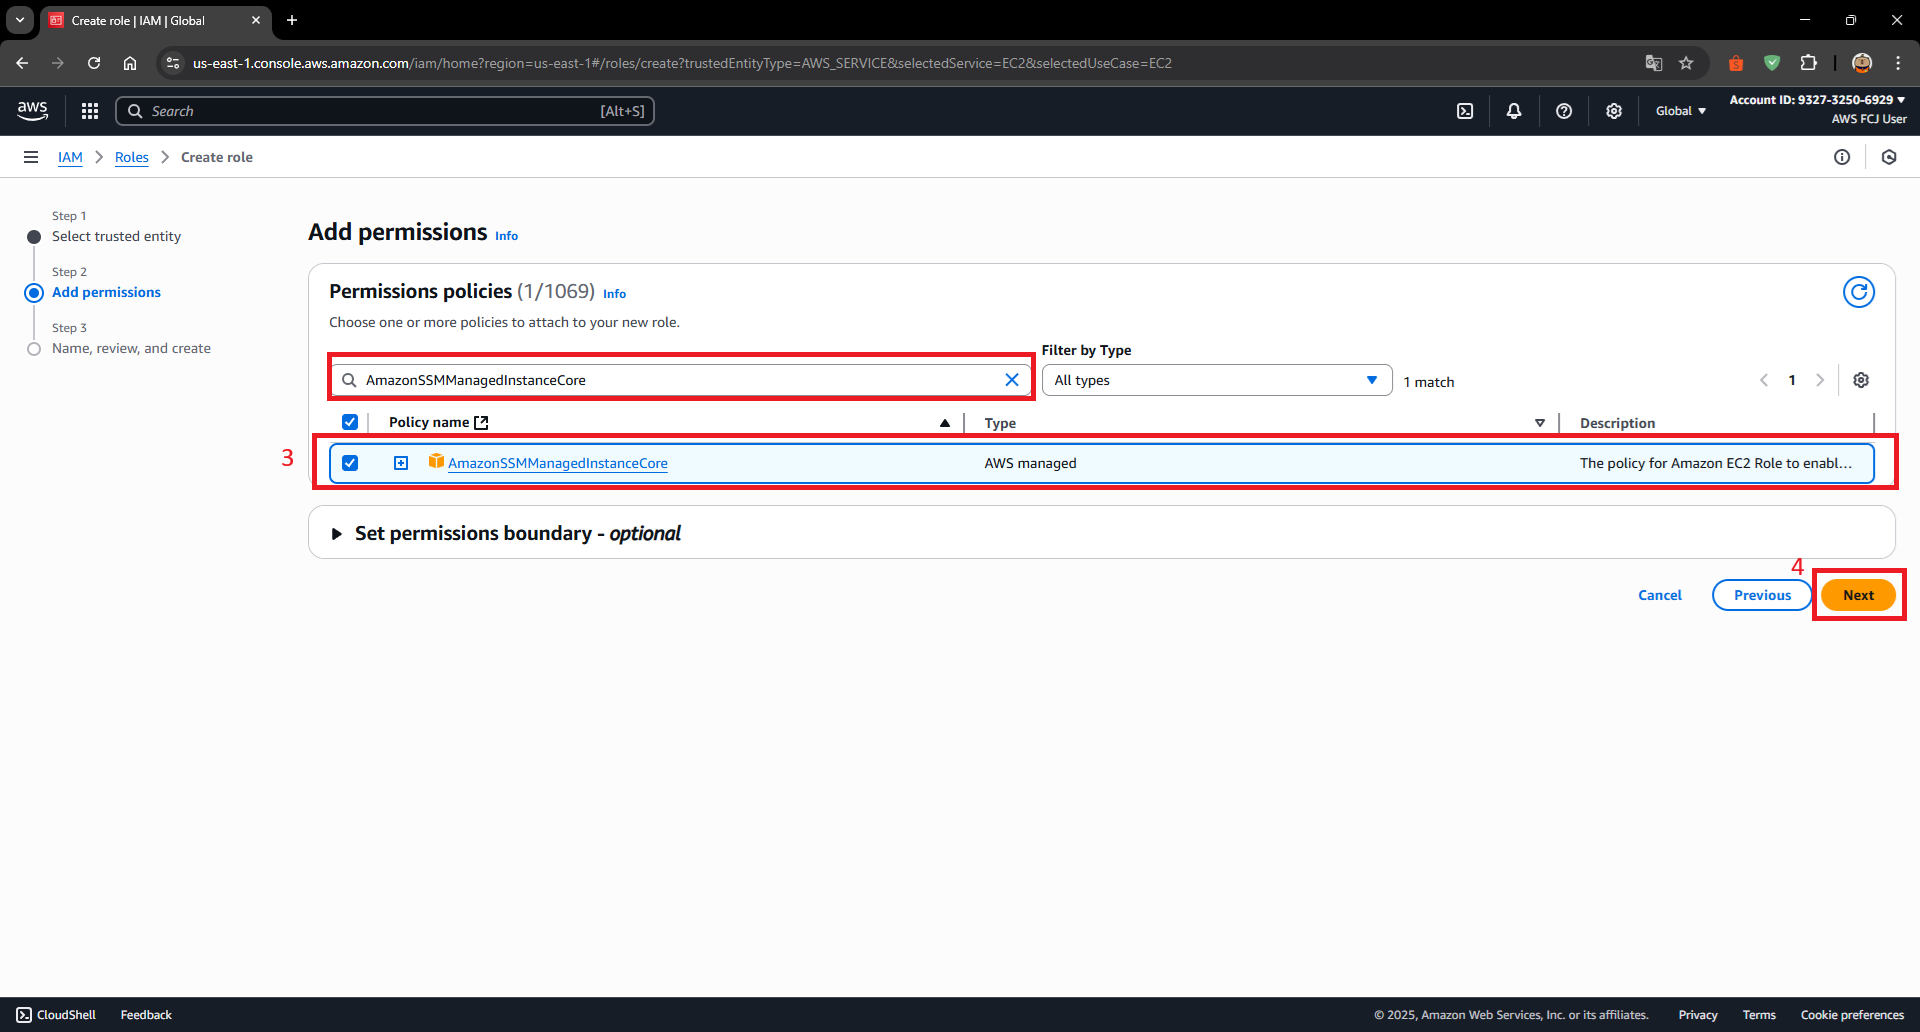 Create role | IAM | Global
us-east-1.console.aws.amazon.com/iam/home?region=us-east-1#/roles/create?trustedEntityType=AWS_SERVICE&selectedService=EC2&selectedUseCase=EC2
aws
Search
[Alt+S]
Global
Account ID: 9327-3250-6929
AWS FCJ User
IAM
Roles
Create role
Step 1
Select trusted entity
Step 2
Add permissions
Step 3
Name, review, and create
Add permissions Info
Permissions policies (1/1069) Info
Choose one or more policies to attach to your new role.
Filter by Type
AmazonSSMManagedInstanceCore
All types
1 match
1
Policy name
Type
Description
3
AmazonSSMManagedInstanceCore
AWS managed
The policy for Amazon EC2 Role to enabl...
Set permissions boundary - optional
4
Cancel
Previous
Next
CloudShell
Feedback
© 2025, Amazon Web Services, Inc. or its affiliates.
Privacy
Terms
Cookie preferences